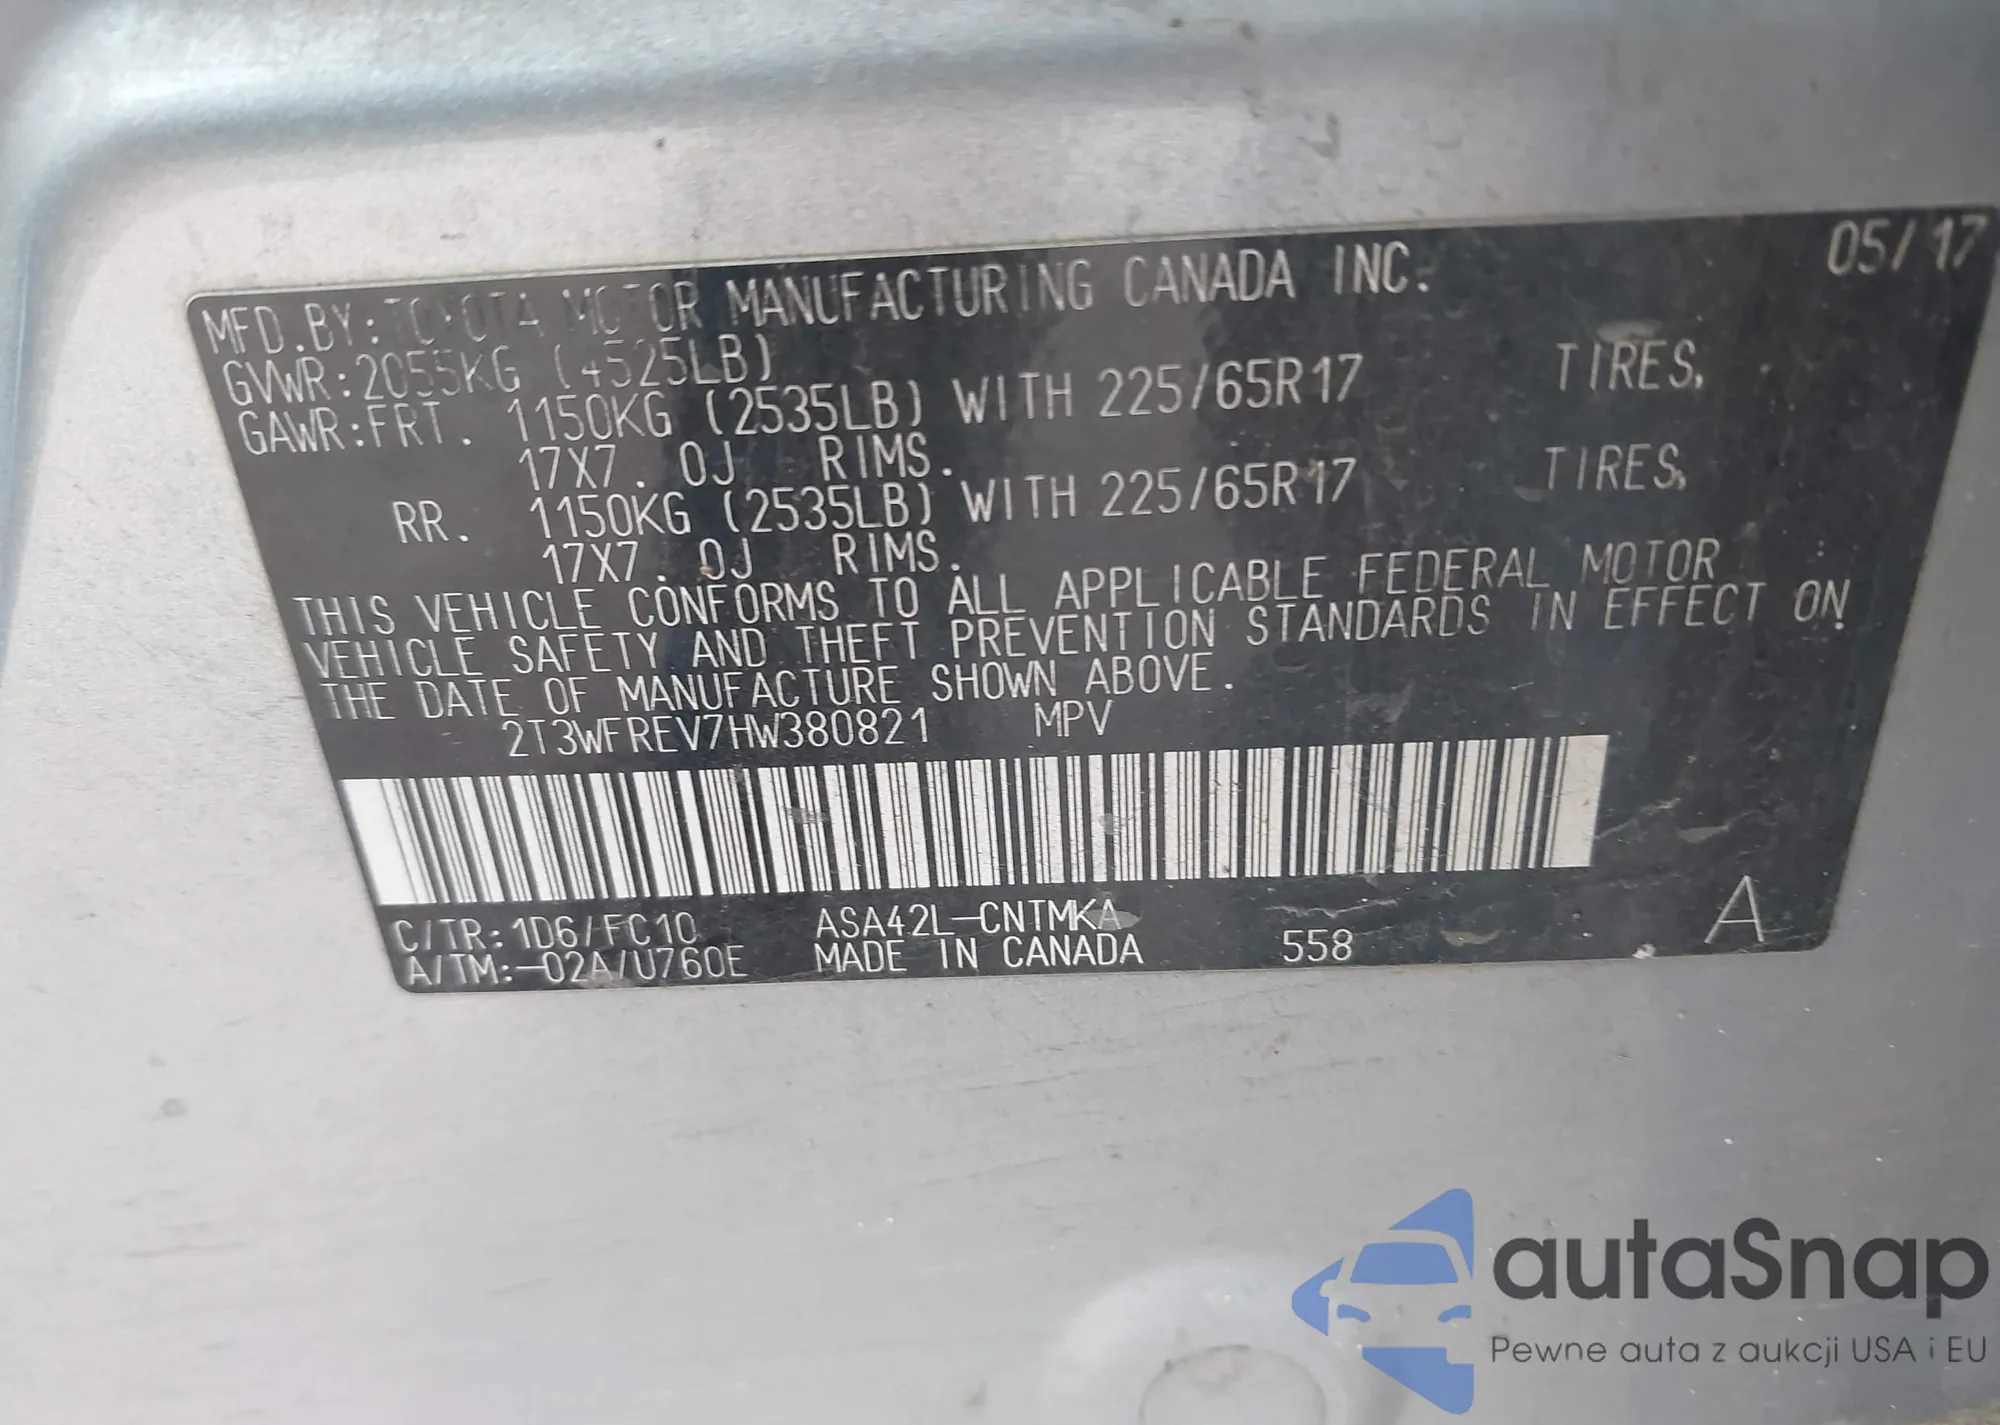 05/17
MFD.BY: TOYOTA MOTOR MANUFACTURING CANADA INC.
GVWR: 2055KG (4525LB)
GAWR: FRT. 1150KG (2535LB) WITH 225/65R17 TIRES,
17X7.0J RIMS.
RR. 1150KG (2535LB) WITH 225/65R17 TIRES,
17X7.0J RIMS.
THIS VEHICLE CONFORMS TO ALL APPLICABLE FEDERAL MOTOR
VEHICLE SAFETY AND THEFT PREVENTION STANDARDS IN EFFECT ON
THE DATE OF MANUFACTURE SHOWN ABOVE.
2T3WFREV7HW380821 MPV
C/TR: 1D6/FC10 ASA42L-CNTMKA
A/TM:-02A/U760E MADE IN CANADA 558 A
autaSnap
Pewne auta z aukcji USA i EU